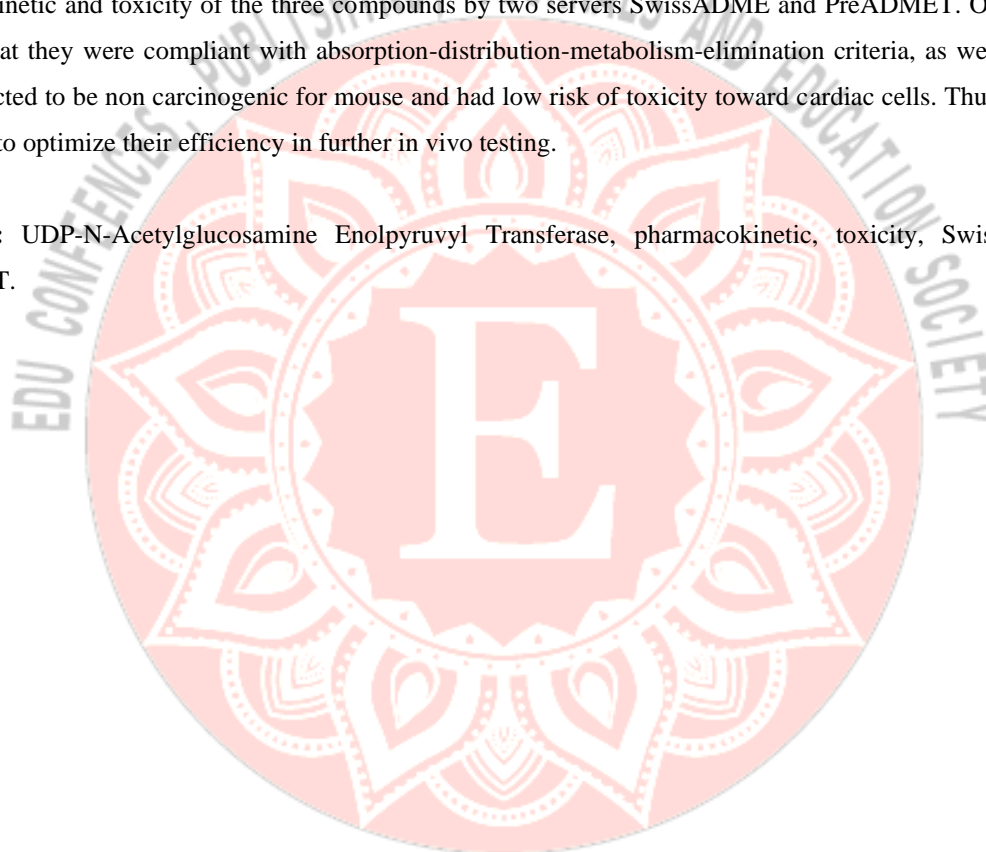 netic and toxicity of the three compounds by two servers SwissADME and PreADMET. O
at they were compliant with absorption-distribution-metabolism-elimination criteria, as we
cted to be non carcinogenic for mouse and had low risk of toxicity toward cardiac cells. Thu
to optimize their efficiency in further in vivo testing.
: UDP-N-Acetylglucosamine Enolpyruvyl Transferase, pharmacokinetic, toxicity, Swis
T.
EDU CONFERENCES, AND EDUCATION SOCIETY
E